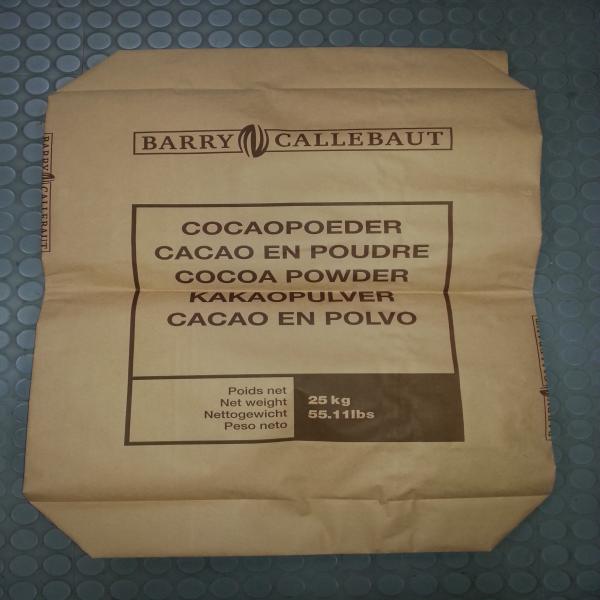 BARRY CALLEBAUT
COCAOPOEDER
CACAO EN POUDRE
COCOA POWDER
KAKAOPULVER
CACAO EN POLVO
Poids net
Net weight
Nettogewicht
Peso neto
25 kg
55.11lbs
BARRY CALLEBAUT